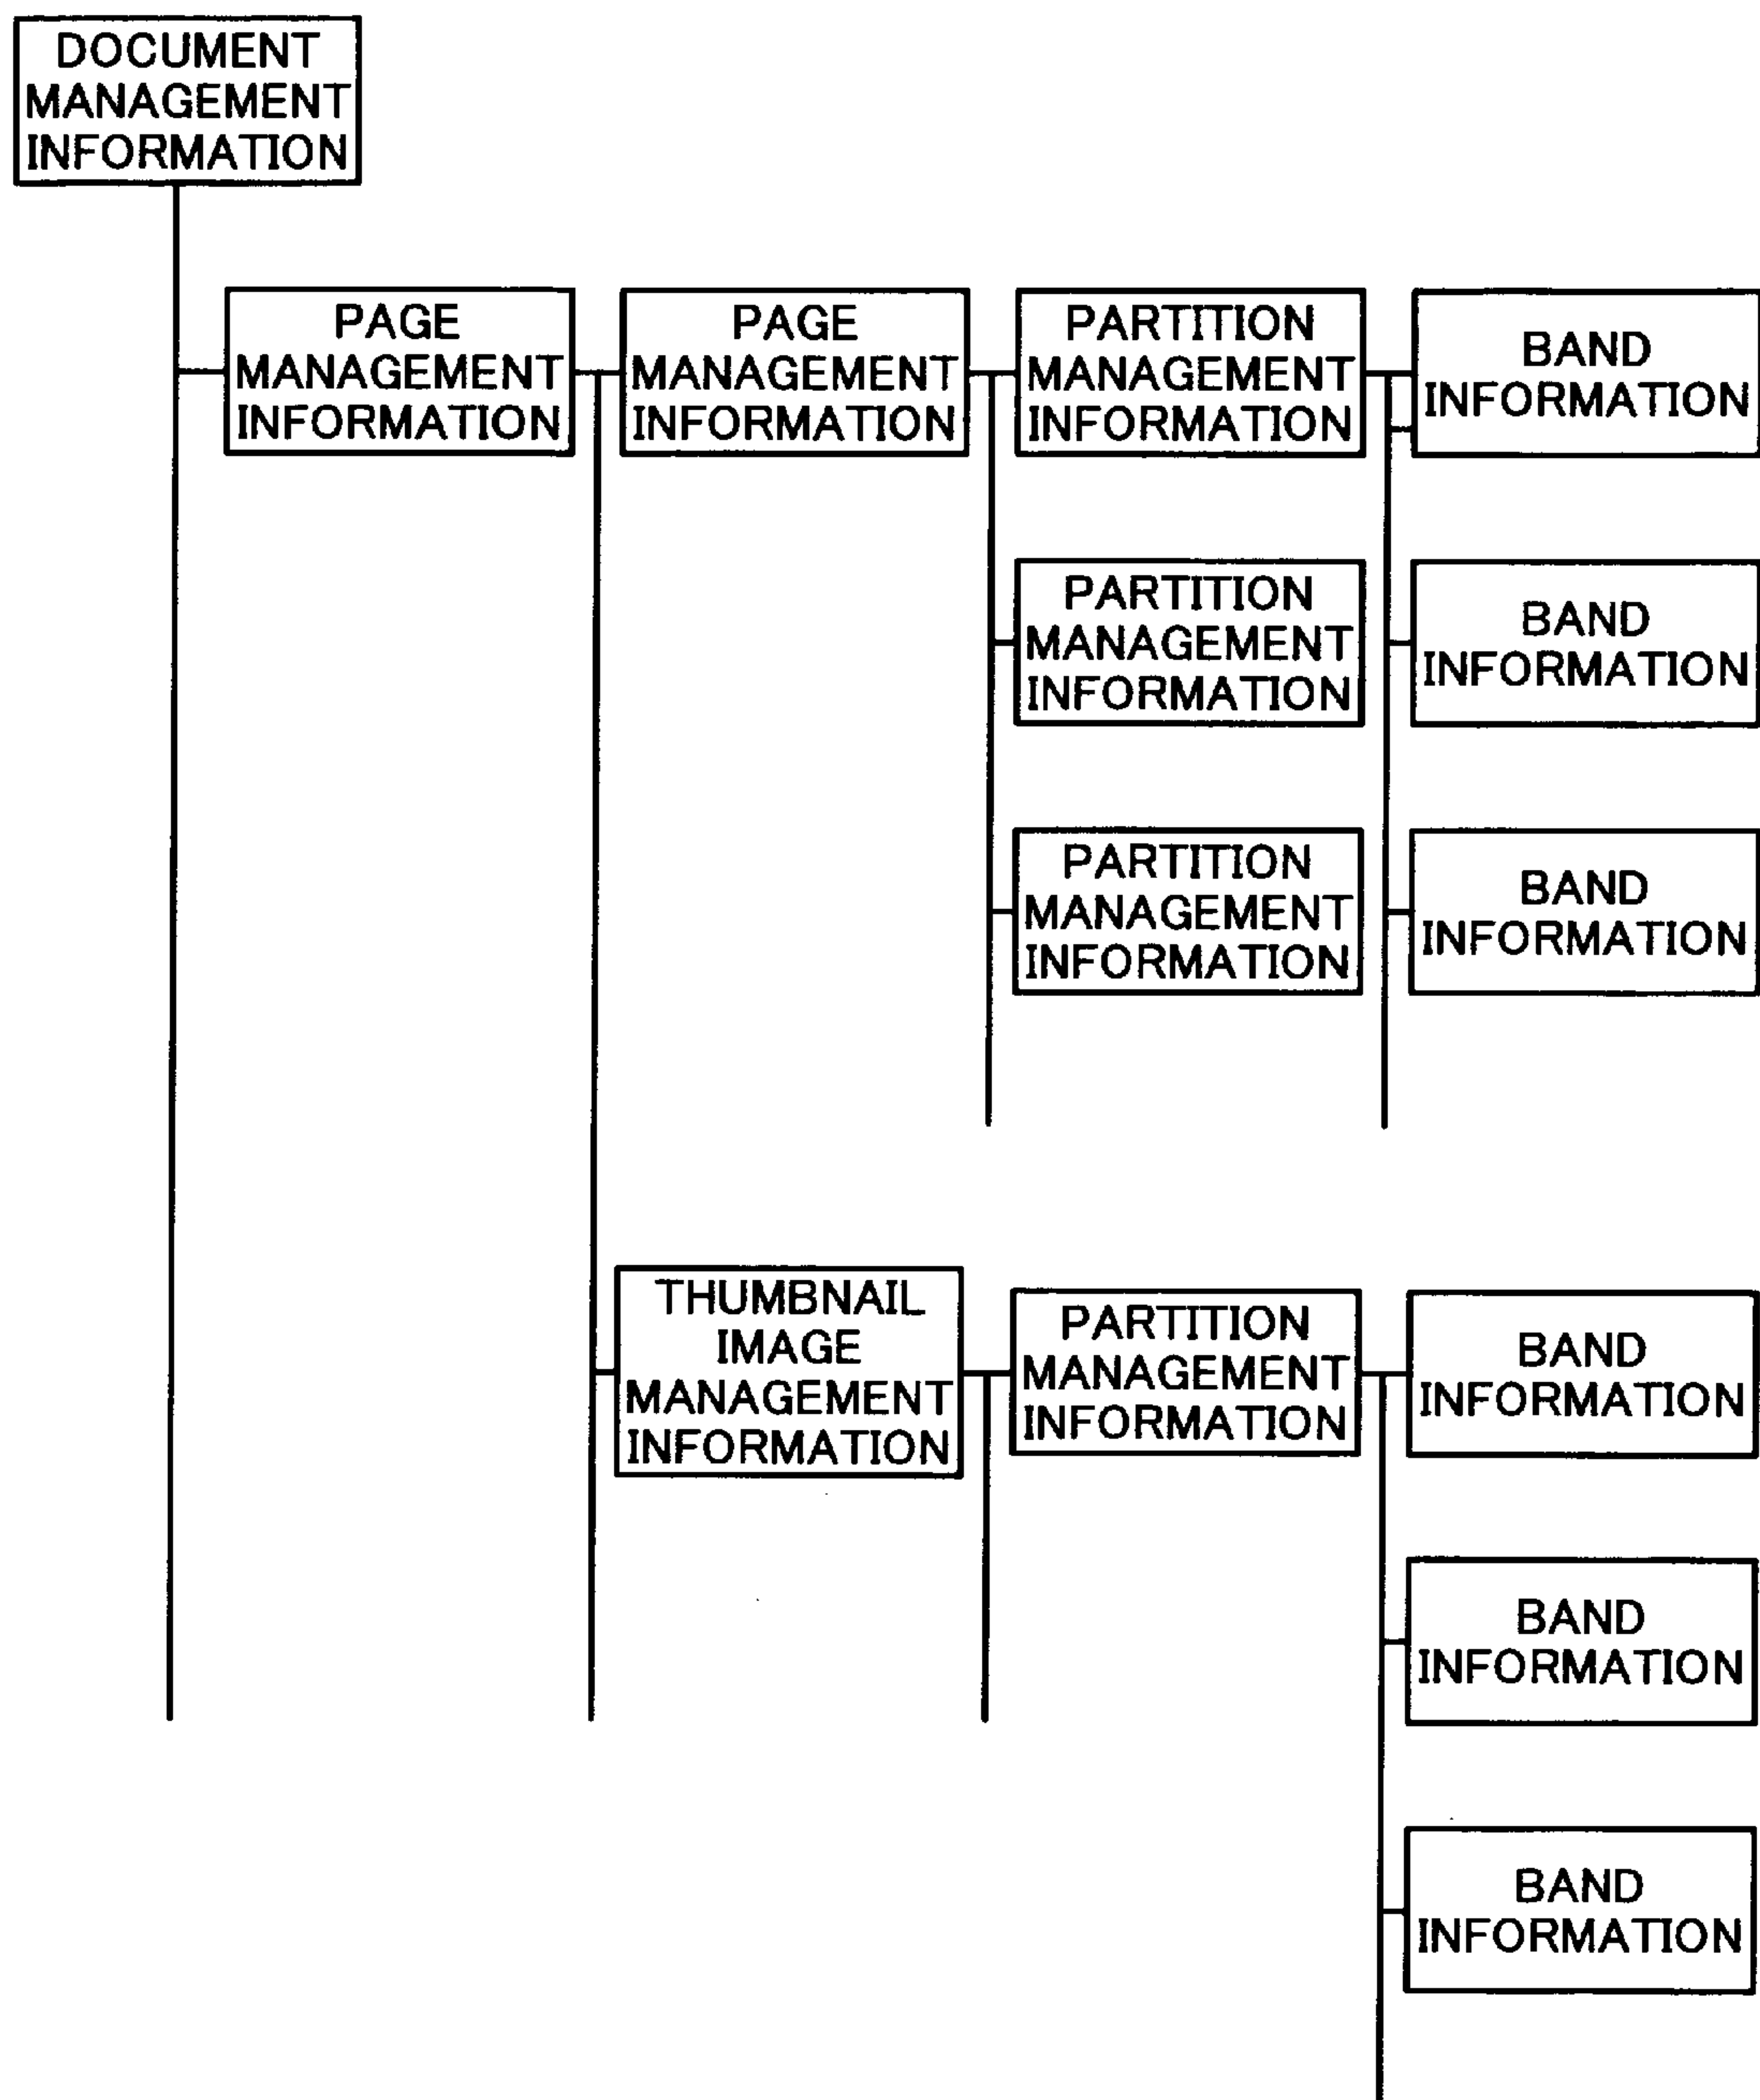 DOCUMENT
MANAGEMENT
INFORMATION
PAGE
MANAGEMENT
INFORMATION
PAGE
MANAGEMENT
INFORMATION
PARTITION
MANAGEMENT
INFORMATION
BAND
INFORMATION
PARTITION
MANAGEMENT
INFORMATION
BAND
INFORMATION
PARTITION
MANAGEMENT
INFORMATION
BAND
INFORMATION
THUMBNAIL
IMAGE
MANAGEMENT
INFORMATION
PARTITION
MANAGEMENT
INFORMATION
BAND
INFORMATION
BAND
INFORMATION
BAND
INFORMATION